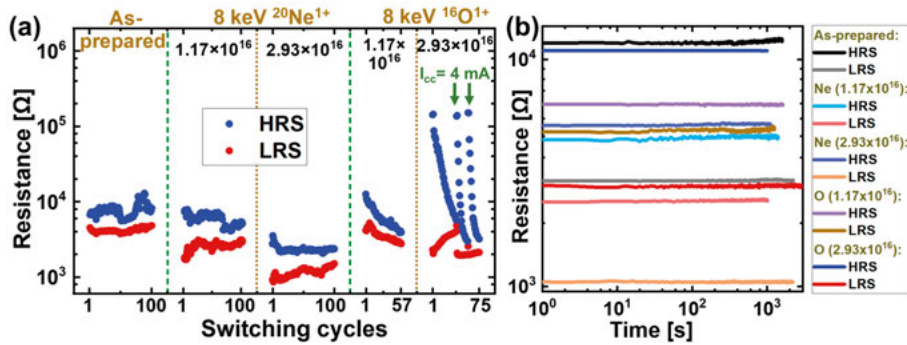 (a)
As-prepared
8 keV ²⁰Ne¹⁺
8 keV ¹⁶O¹⁺
1.17×10¹⁶
2.93×10¹⁶
1.17×
10¹⁶
2.93×10¹⁶
I_cc= 4 mA
HRS
LRS
Resistance [Ω]
10⁶
10⁵
10⁴
10³
1
100
1
100
1
100
1
57
1
75
Switching cycles
(b)
Resistance [Ω]
10⁴
10³
10⁰
10¹
10²
10³
Time [s]
As-prepared:
HRS
LRS
Ne (1.17x10¹⁶):
HRS
LRS
Ne (2.93x10¹⁶):
HRS
LRS
O (1.17x10¹⁶):
HRS
LRS
O (2.93x10¹⁶):
HRS
LRS